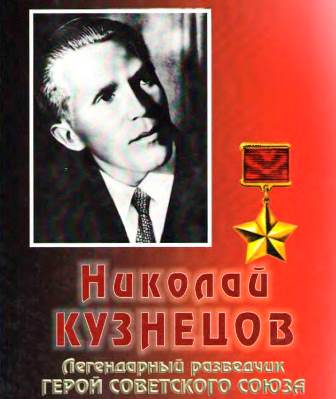 Николай
КУЗНЕЦОВ
Легендарный разведчик
ГЕРОЙ СОВЕТСКОГО СОЮЗА